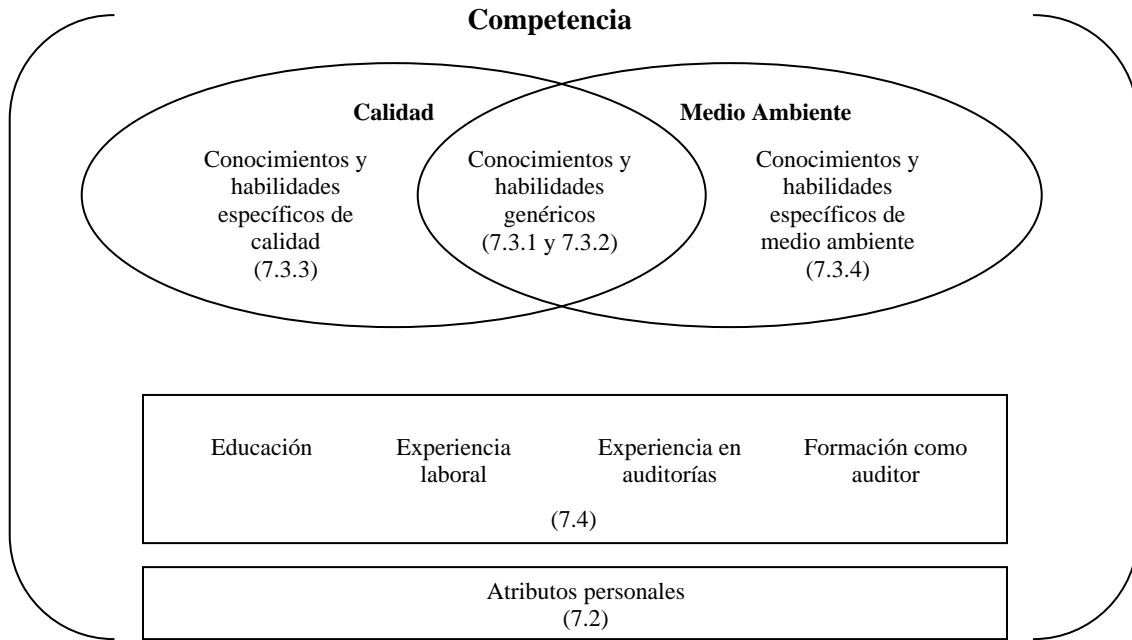 Competencia
Calidad
Medio Ambiente
Conocimientos y
habilidades
específicos de
calidad
(7.3.3)
Conocimientos y
habilidades
genéricos
(7.3.1 y 7.3.2)
Conocimientos y
habilidades
específicos de
medio ambiente
(7.3.4)
Educación
Experiencia
laboral
Experiencia en
auditorías
Formación como
auditor
(7.4)
Atributos personales
(7.2)